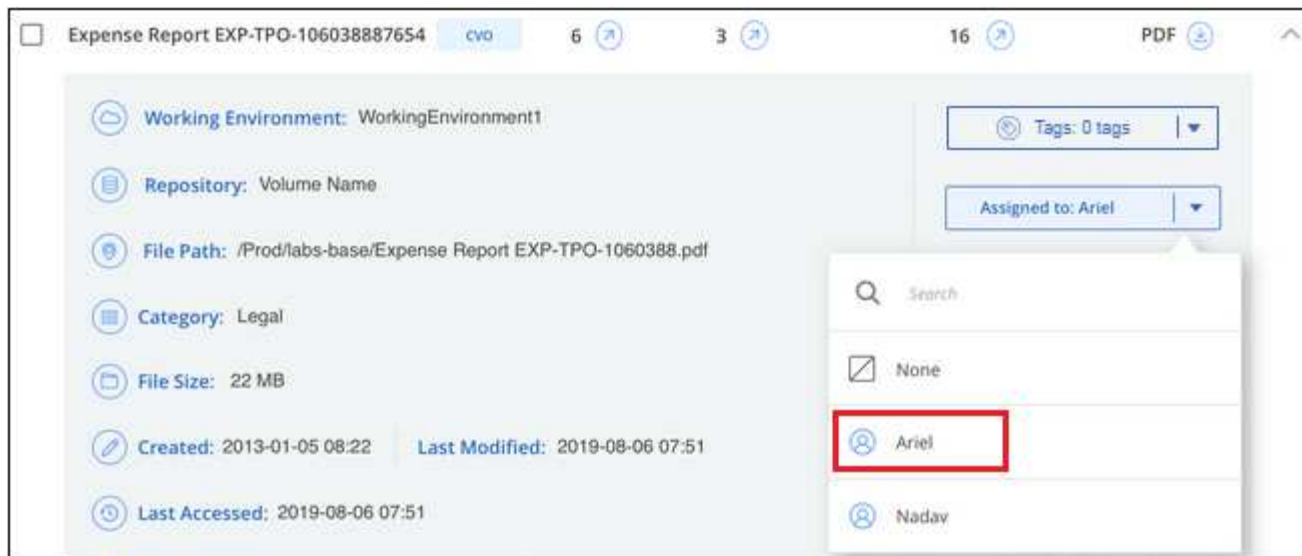 Expense Report EXP-TPO-106038887654 CVO 6 3 16 PDF
Working Environment: WorkingEnvironment1
Tags: 0 tags
Repository: Volume Name
Assigned to: Ariel
File Path: /Prod/labs-base/Expense Report EXP-TPO-1060388.pdf
Search
Category: Legal
None
File Size: 22 MB
Ariel
Created: 2013-01-05 08:22 Last Modified: 2019-08-06 07:51
Last Accessed: 2019-08-06 07:51
Nadav